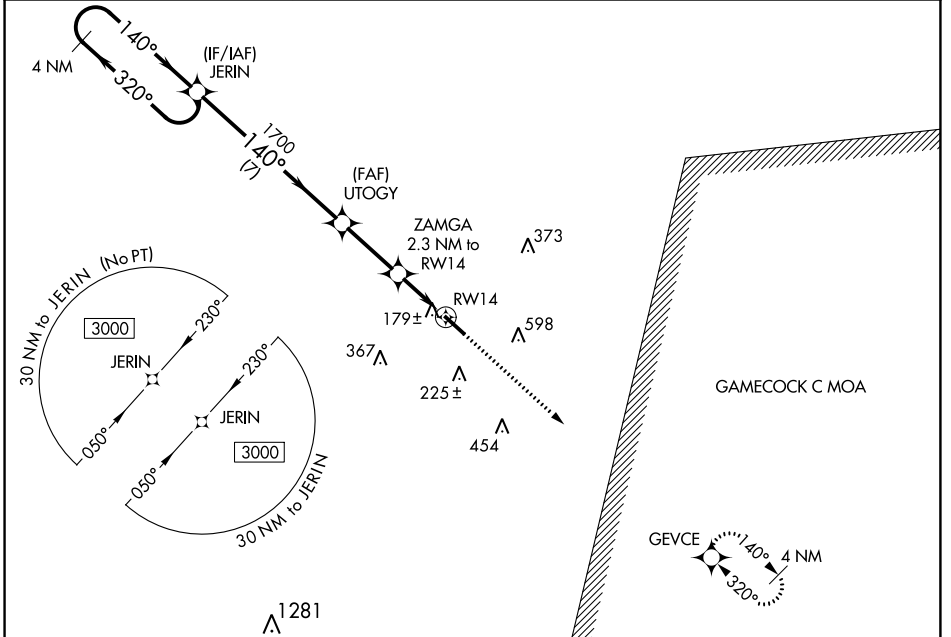 140°
4 NM
320°
(IF/IAF)
JERIN
1700
140°
(7)
(FAF)
UTOGY
ZAMGA
2.3 NM to
RW14
373
RW14
179±
598
367
225±
454
GAMECOCK C MOA
30 NM to JERIN (No PT)
3000
230°
JERIN
050°
230°
JERIN
3000
050°
30 NM to JERIN
GEVCE
140°
4 NM
320°
1281